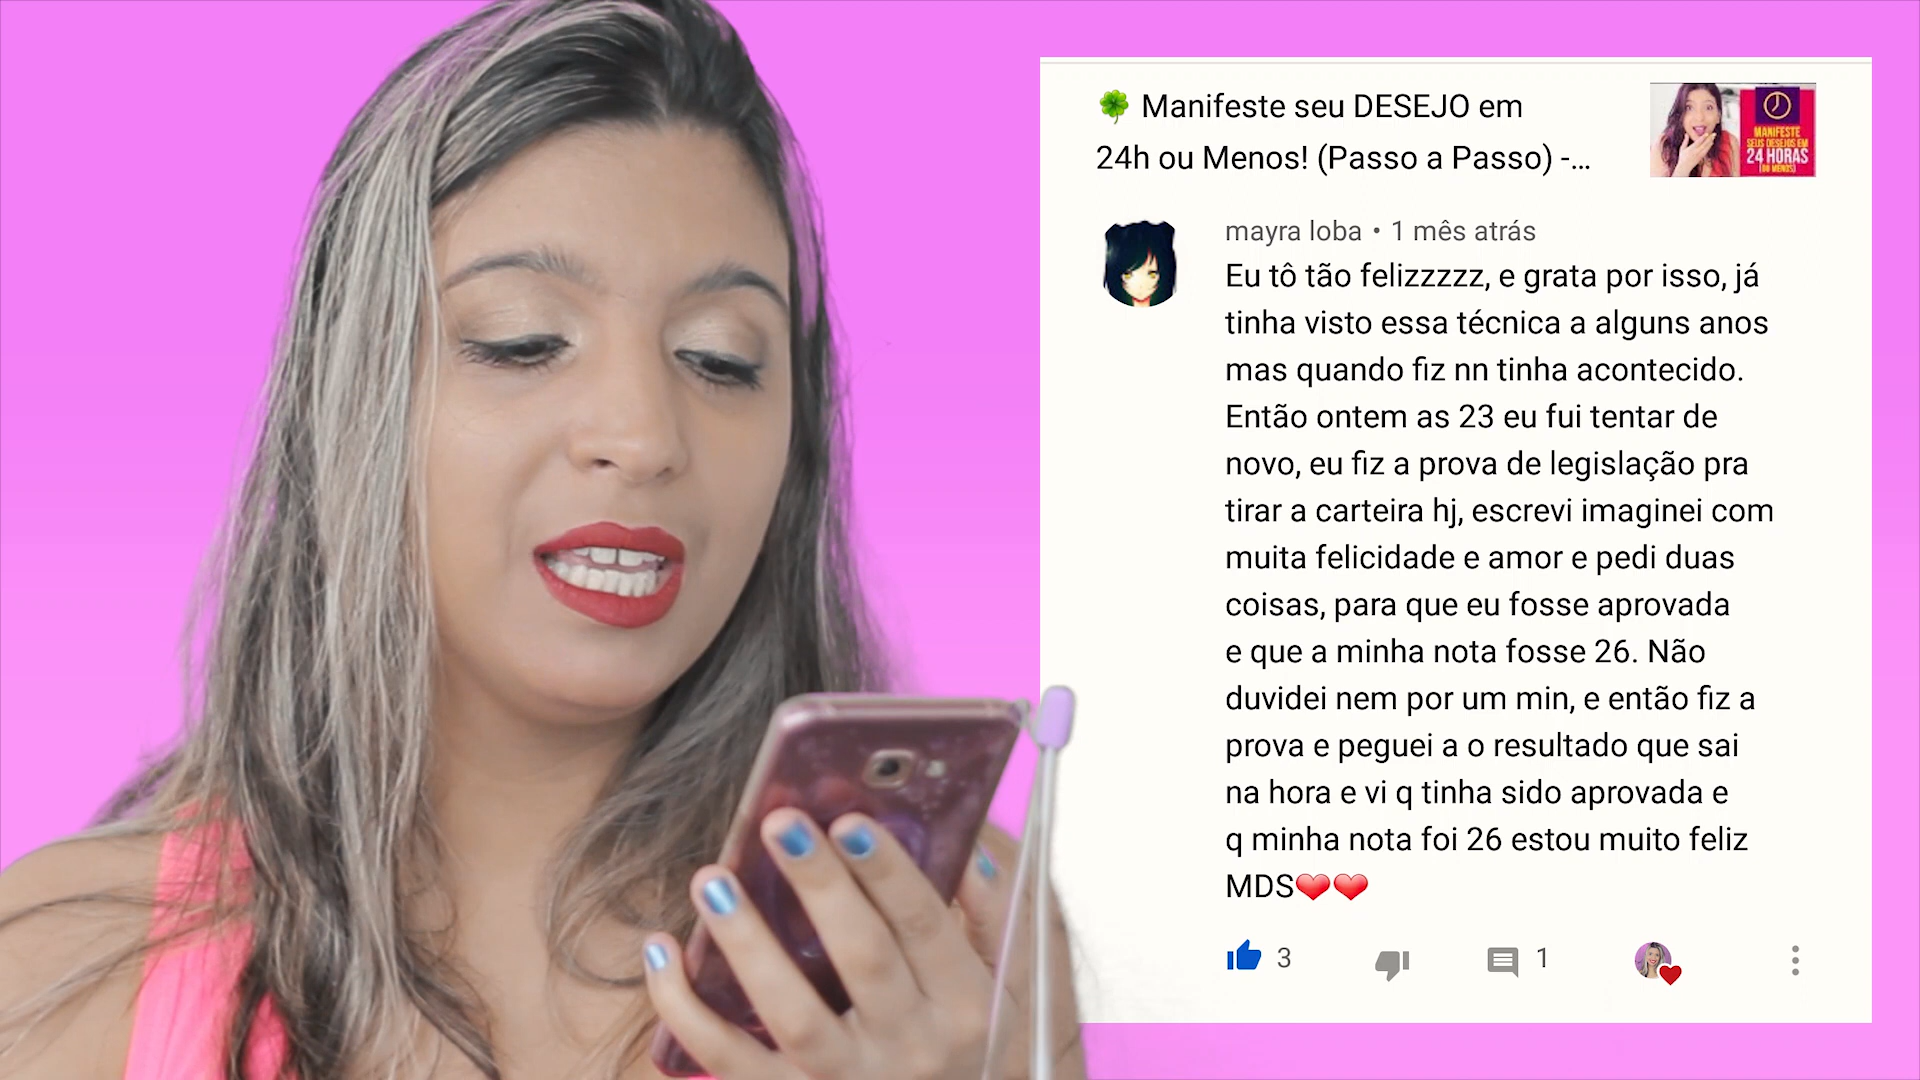 🍀 Manifeste seu DESEJO em
24h ou Menos! (Passo a Passo) -...
MANIFESTE
SEUS DESEJOS EM
24 HORAS
(OU MENOS)
mayra loba • 1 mês atrás
Eu tô tão felizzzzz, e grata por isso, já
tinha visto essa técnica a alguns anos
mas quando fiz nn tinha acontecido.
Então ontem as 23 eu fui tentar de
novo, eu fiz a prova de legislação pra
tirar a carteira hj, escrevi imaginei com
muita felicidade e amor e pedi duas
coisas, para que eu fosse aprovada
e que a minha nota fosse 26. Não
duvidei nem por um min, e então fiz a
prova e peguei a o resultado que sai
na hora e vi q tinha sido aprovada e
q minha nota foi 26 estou muito feliz
MDS❤️❤️
3
1